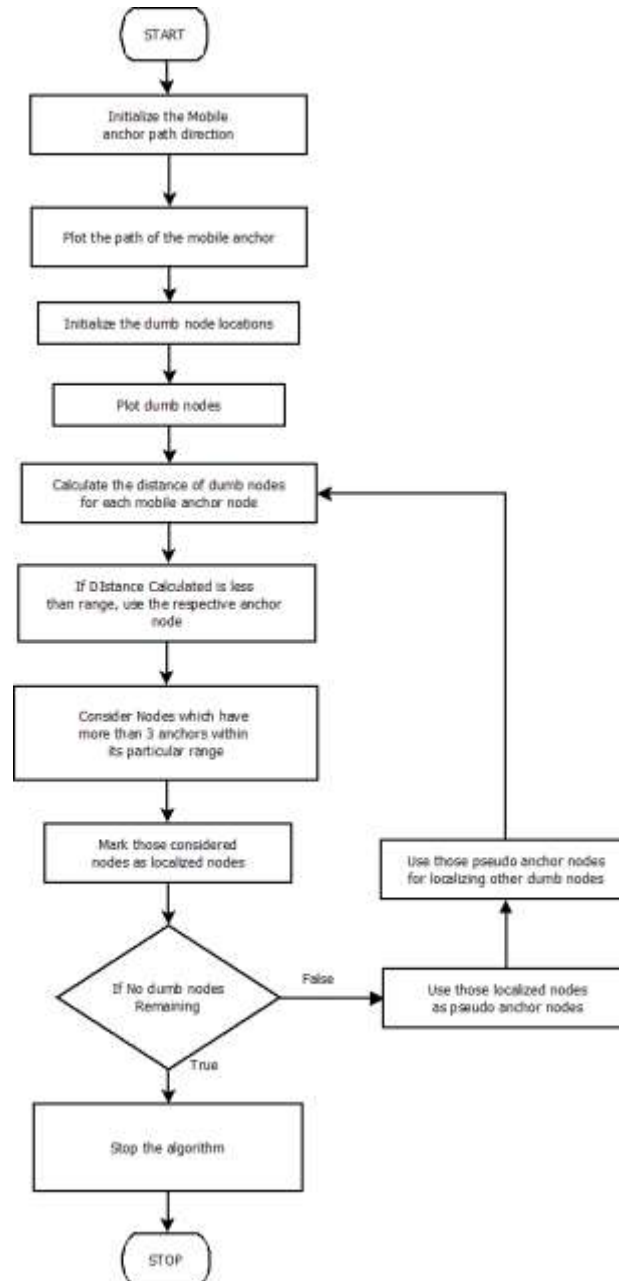 START
Initialize the Mobile
anchor path direction
Plot the path of the mobile anchor
Initialize the dumb node locations
Plot dumb nodes
Calculate the distance of dumb nodes
for each mobile anchor node
If DIstance Calculated is less
than range, use the respective anchor
node
Consider Nodes which have
more than 3 anchors within
its particular range
Mark those considered
nodes as localized nodes
If No dumb nodes
Remaining
False
Use those localized nodes
as pseudo anchor nodes
Use those pseudo anchor nodes
for localizing other dumb nodes
True
Stop the algorithm
STOP